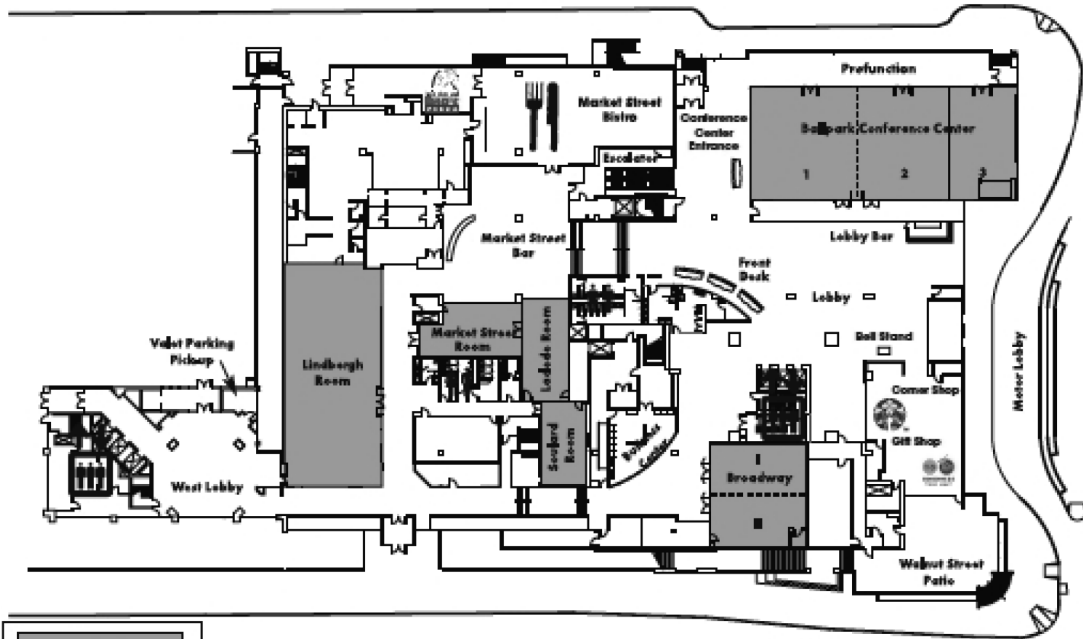 Prefunction
Market Street
Bistro
Conference
Center
Entrance
Ballpark Conference Center
Escalator
1
2
3
Market Street
Bar
Lobby Bar
Front
Desk
Lobby
Market Street
Room
Laclede Room
Bell Stand
Valet Parking
Pickup
Lindbergh
Room
Motor Lobby
Corner Shop
Gift Shop
Soulard
Room
Business
Center
West Lobby
I
Broadway
II
Walnut Street
Patio